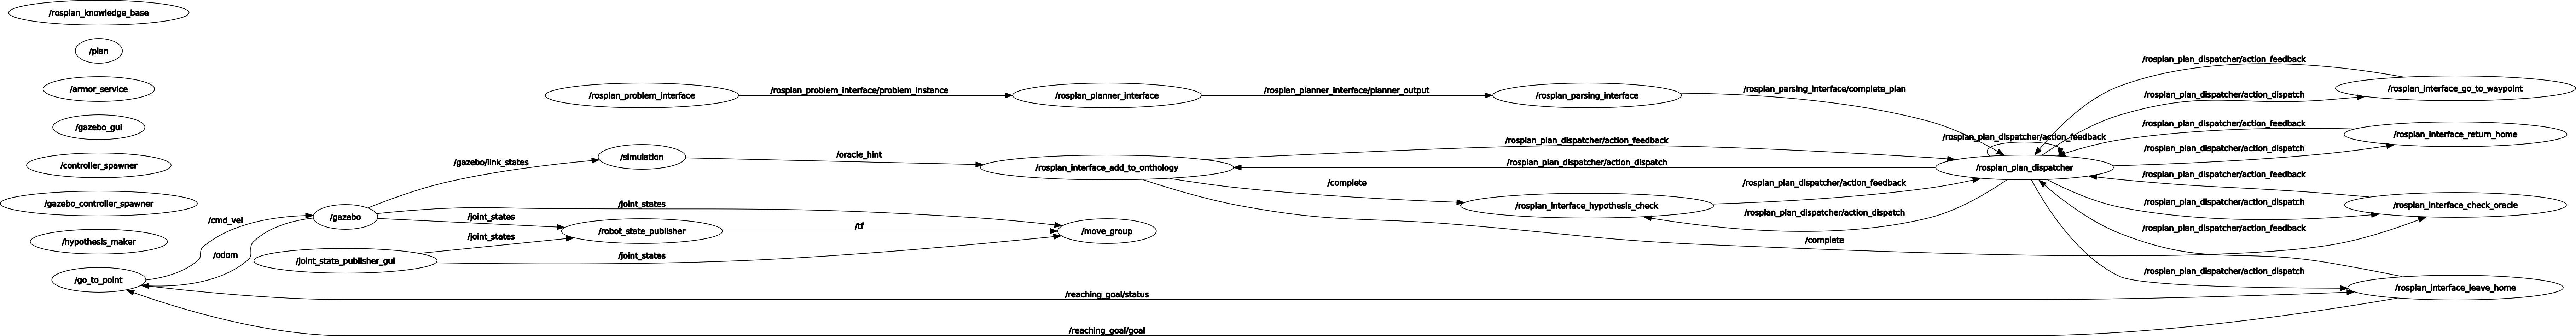 /rosplan_knowledge_base
/plan
/armor_service
/gazebo_gui
/controller_spawner
/gazebo_controller_spawner
/hypothesis_maker
/go_to_point
/cmd_vel
/odom
/gazebo
/joint_state_publisher_gui
/gazebo/link_states
/joint_states
/joint_states
/joint_states
/joint_states
/rosplan_problem_interface
/simulation
/robot_state_publisher
/rosplan_problem_interface/problem_instance
/oracle_hint
/tf
/rosplan_planner_interface
/rosplan_interface_add_to_onthology
/move_group
/rosplan_planner_interface/planner_output
/rosplan_plan_dispatcher/action_feedback
/rosplan_plan_dispatcher/action_dispatch
/complete
/reaching_goal/status
/reaching_goal/goal
/rosplan_parsing_interface
/rosplan_interface_hypothesis_check
/rosplan_parsing_interface/complete_plan
/rosplan_plan_dispatcher/action_feedback
/rosplan_plan_dispatcher/action_dispatch
/complete
/rosplan_plan_dispatcher/action_feedback
/rosplan_plan_dispatcher
/rosplan_plan_dispatcher/action_feedback
/rosplan_plan_dispatcher/action_dispatch
/rosplan_plan_dispatcher/action_feedback
/rosplan_plan_dispatcher/action_dispatch
/rosplan_plan_dispatcher/action_feedback
/rosplan_plan_dispatcher/action_dispatch
/rosplan_plan_dispatcher/action_feedback
/rosplan_plan_dispatcher/action_dispatch
/rosplan_interface_go_to_waypoint
/rosplan_interface_return_home
/rosplan_interface_check_oracle
/rosplan_interface_leave_home